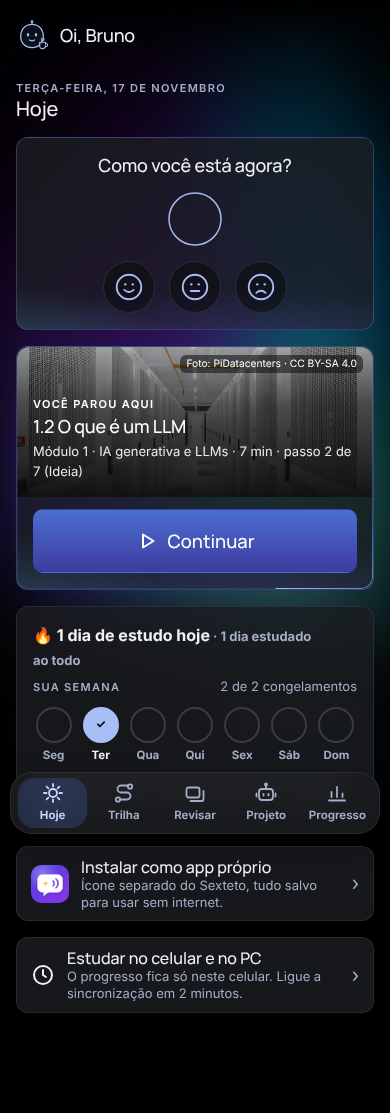 Oi, Bruno
TERÇA-FEIRA, 17 DE NOVEMBRO
Hoje
Como você está agora?
Foto: PiDatacenters · CC BY-SA 4.0
VOCÊ PAROU AQUI
1.2 O que é um LLM
Módulo 1 · IA generativa e LLMs · 7 min · passo 2 de
7 (Ideia)
Continuar
🔥 1 dia de estudo hoje · 1 dia estudado
ao todo
SUA SEMANA 2 de 2 congelamentos
Seg Ter Qua Qui Sex Sáb Dom
Hoje Trilha Revisar Projeto Progresso
Instalar como app próprio
Ícone separado do Sexteto, tudo salvo
para usar sem internet.
Estudar no celular e no PC
O progresso fica só neste celular. Ligue a
sincronização em 2 minutos.